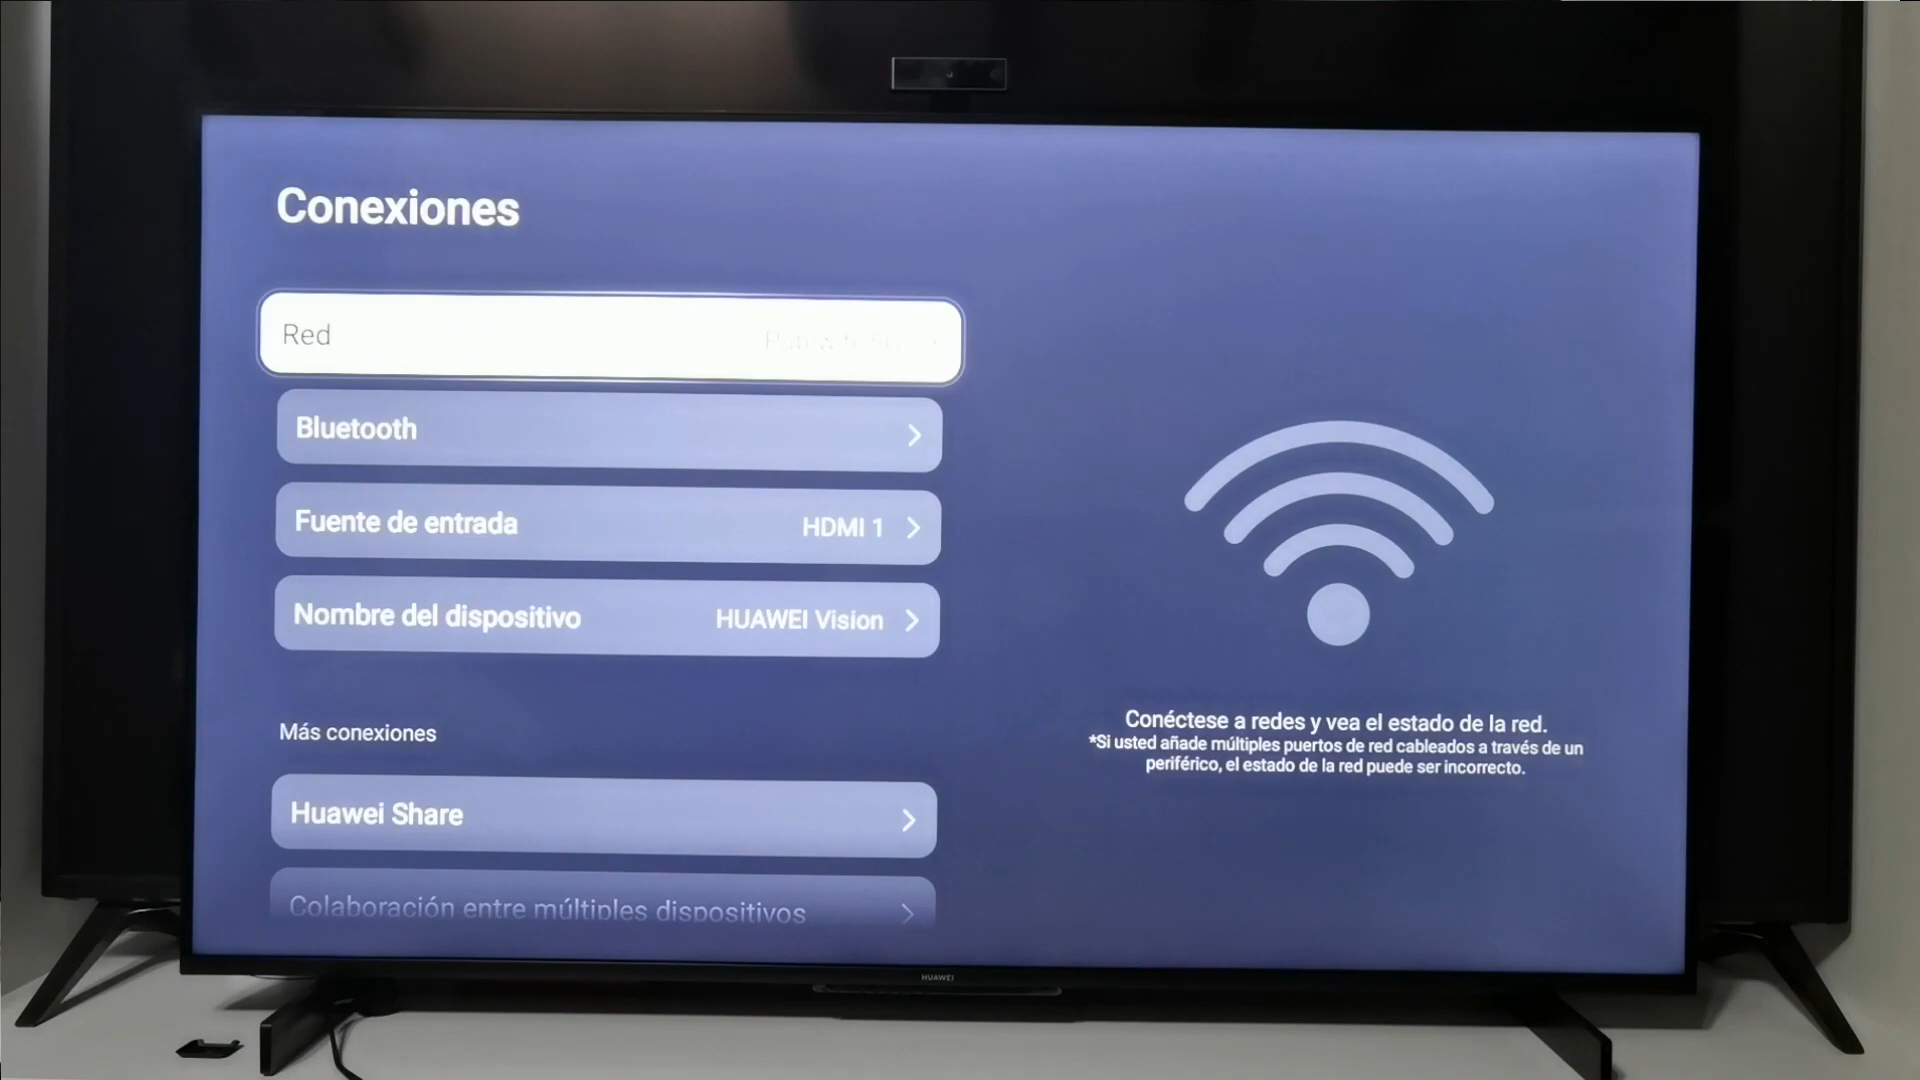 Conexiones
Red
Bluetooth
Fuente de entrada HDMI 1
Nombre del dispositivo HUAWEI Vision
Más conexiones
Huawei Share
Colaboración entre múltiples dispositivos
Conéctese a redes y vea el estado de la red.
*Si usted añade múltiples puertos de red cableados a través de un
periférico, el estado de la red puede ser incorrecto.
HUAWEI